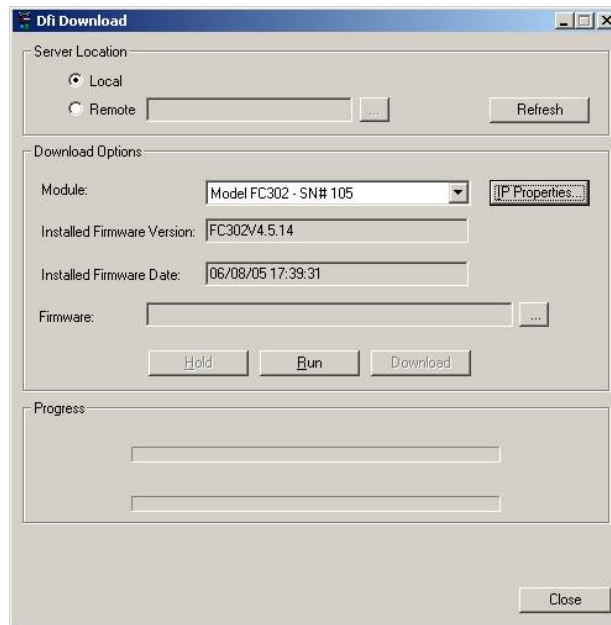 Dfi Download
Server Location
Local
Remote
...
Refresh
Download Options
Module:
Model FC302 - SN# 105
IP Properties...
Installed Firmware Version:
FC302V4.5.14
Installed Firmware Date:
06/08/05 17:39:31
Firmware:
...
Hold
Run
Download
Progress
Close